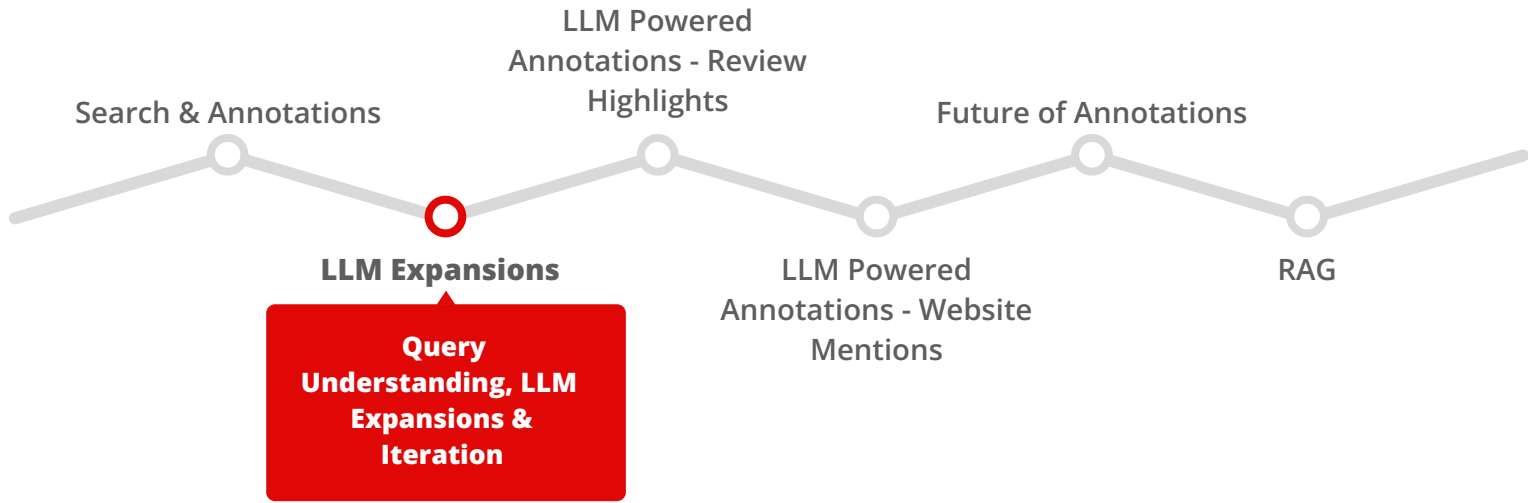 Search & Annotations
LLM Expansions
Query
Understanding, LLM
Expansions &
Iteration
LLM Powered
Annotations - Review
Highlights
LLM Powered
Annotations - Website
Mentions
Future of Annotations
RAG